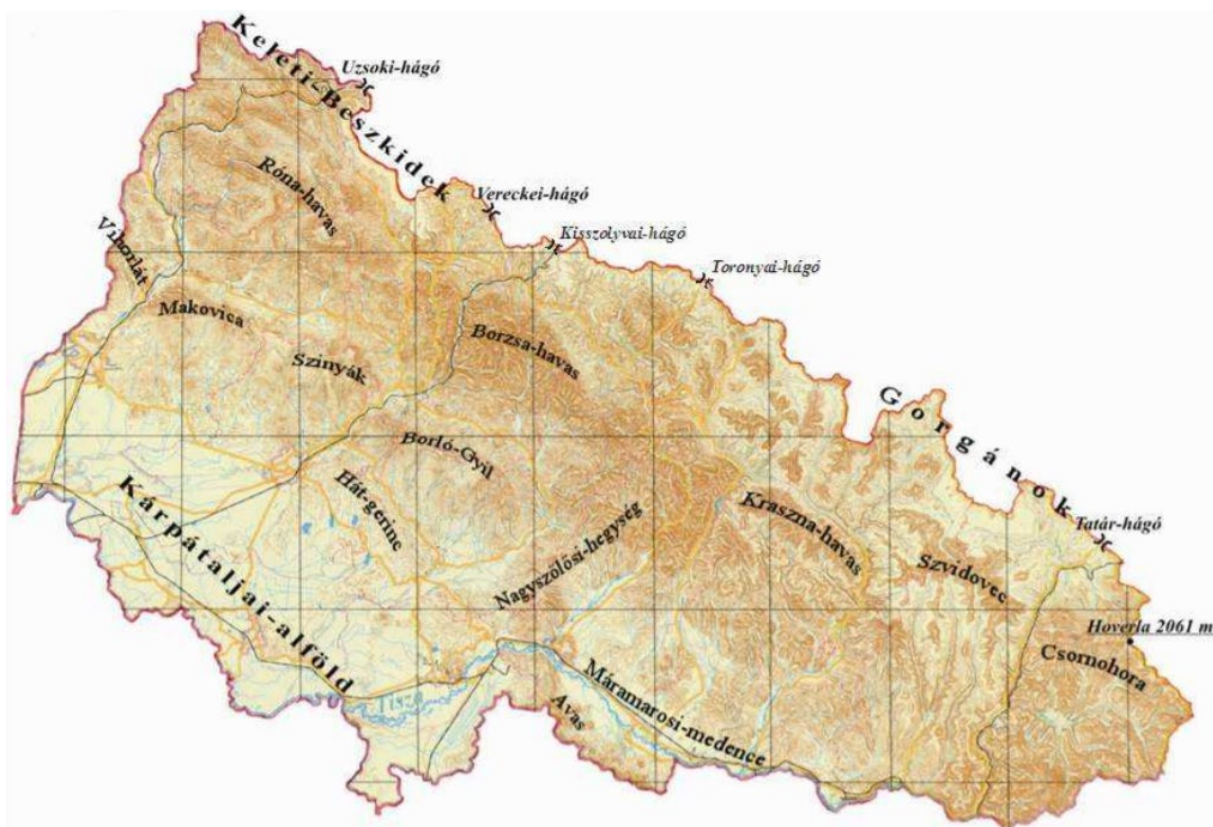 Keleti-Beszkidek
Uzsoki-hágó
Róna-havas
Vereckei-hágó
Kisszolyvai-hágó
Vihorlát
Toronyai-hágó
Makovica
Borzsa-havas
Szinyák
Gorgánok
Borló-Gyil
Hát-gerinc
Kárpátaljai-alföld
Kraszna-havas
Tatár-hágó
Nagyszőlősi-hegység
Szvidovec
Hoverla 2061 m
Csornohora
Máramarosi-medence
Tisza
Avas